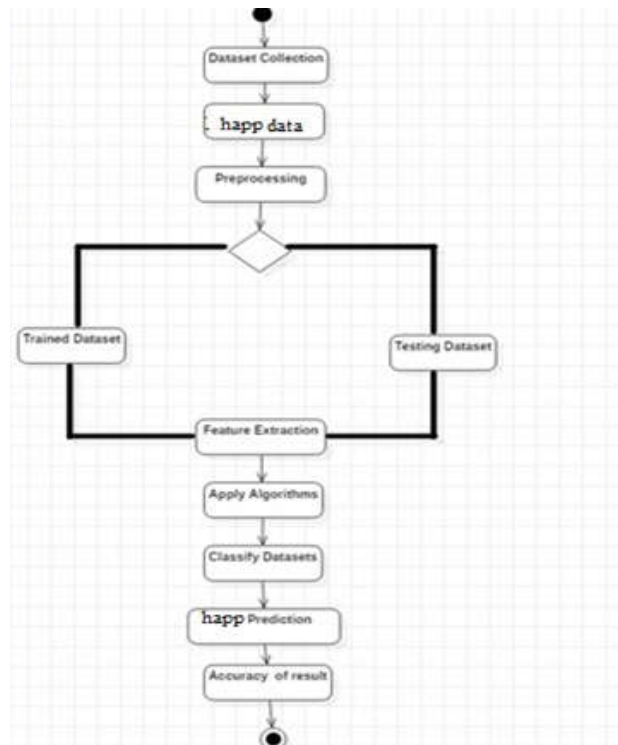 Dataset Collection
happ data
Preprocessing
Trained Dataset
Testing Dataset
Feature Extraction
Apply Algorithms
Classify Datasets
happ Prediction
Accuracy of result